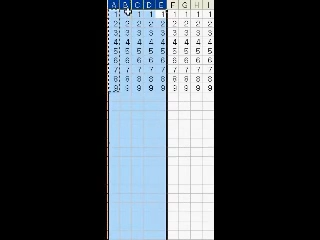 A B C D E F G H I
1 1 1 1 1 1 1 1 1
2 2 2 2 2 2 2 2 2
3 3 3 3 3 3 3 3 3
4 4 4 4 4 4 4 4 4
5 5 5 5 5 5 5 5 5
6 6 6 6 6 6 6 6 6
7 7 7 7 7 7 7 7 7
8 8 8 8 8 8 8 8 8
9 9 9 9 9 9 9 9 9